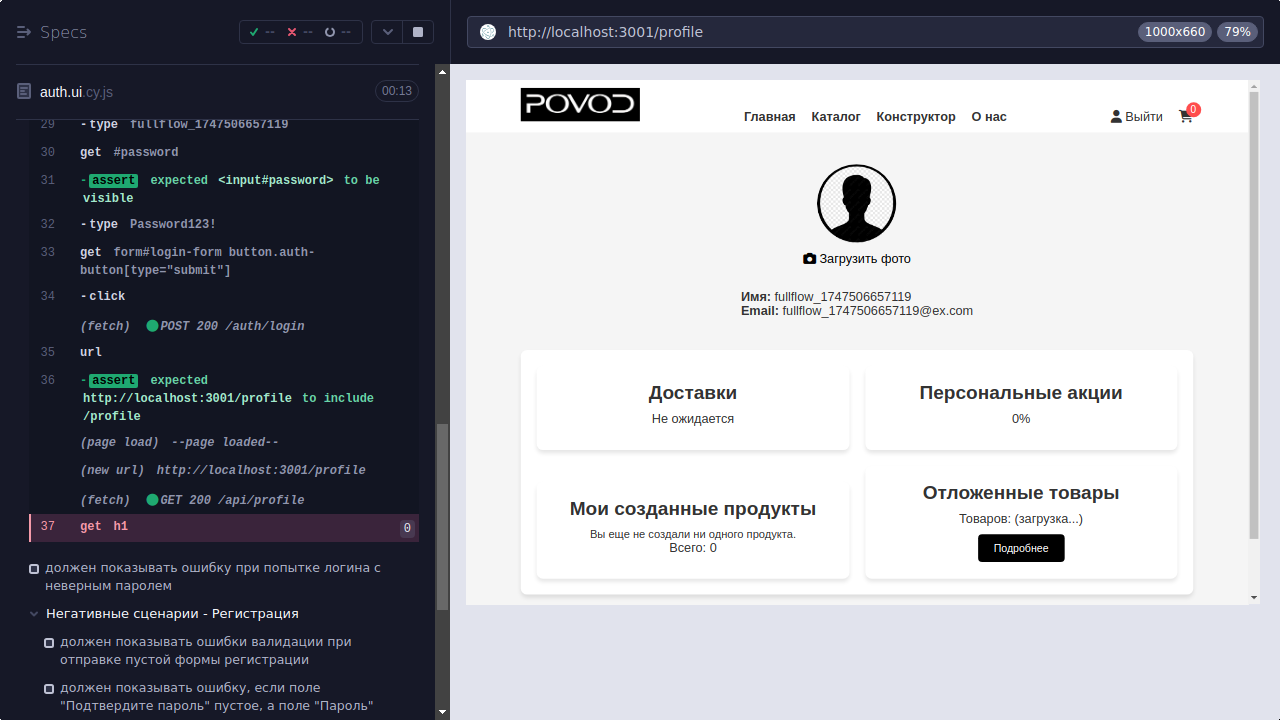 Specs
-- -- --
auth.ui.cy.js
00:13
29 -type fullflow_1747506657119
30 get #password
31 -assert expected <input#password> to be
visible
32 -type Password123!
33 get form#login-form button.auth-
button[type="submit"]
34 -click
(fetch) POST 200 /auth/login
35 url
36 -assert expected
http://localhost:3001/profile to include
/profile
(page load) --page loaded--
(new url) http://localhost:3001/profile
(fetch) GET 200 /api/profile
37 get h1 0
должен показывать ошибку при попытке логина с
неверным паролем
Негативные сценарии - Регистрация
должен показывать ошибки валидации при
отправке пустой формы регистрации
должен показывать ошибку, если поле
"Подтвердите пароль" пустое, а поле "Пароль"
http://localhost:3001/profile
1000x660 79%
POVOD
Главная Каталог Конструктор О нас
Выйти 0
Загрузить фото
Имя: fullflow_1747506657119
Email: fullflow_1747506657119@ex.com
Доставки
Не ожидается
Персональные акции
0%
Мои созданные продукты
Вы еще не создали ни одного продукта.
Всего: 0
Отложенные товары
Товаров: (загрузка...)
Подробнее